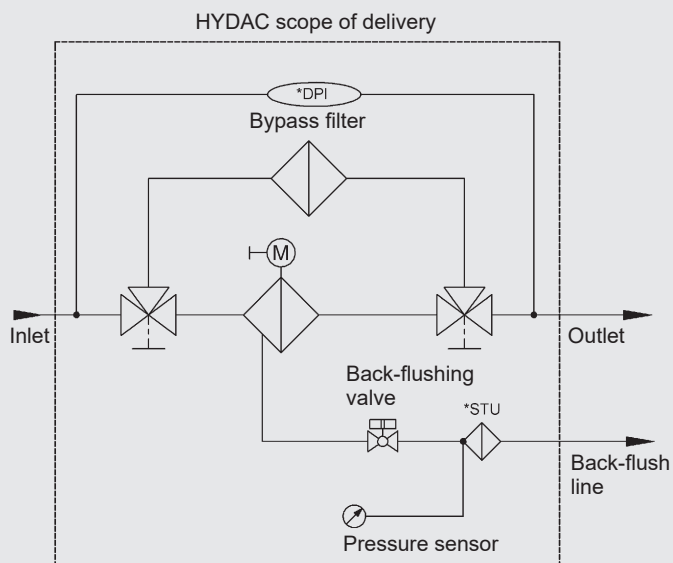 HYDAC scope of delivery
*DPI
Bypass filter
M
Inlet
Outlet
Back-flushing
valve
*STU
Back-flush
line
Pressure sensor